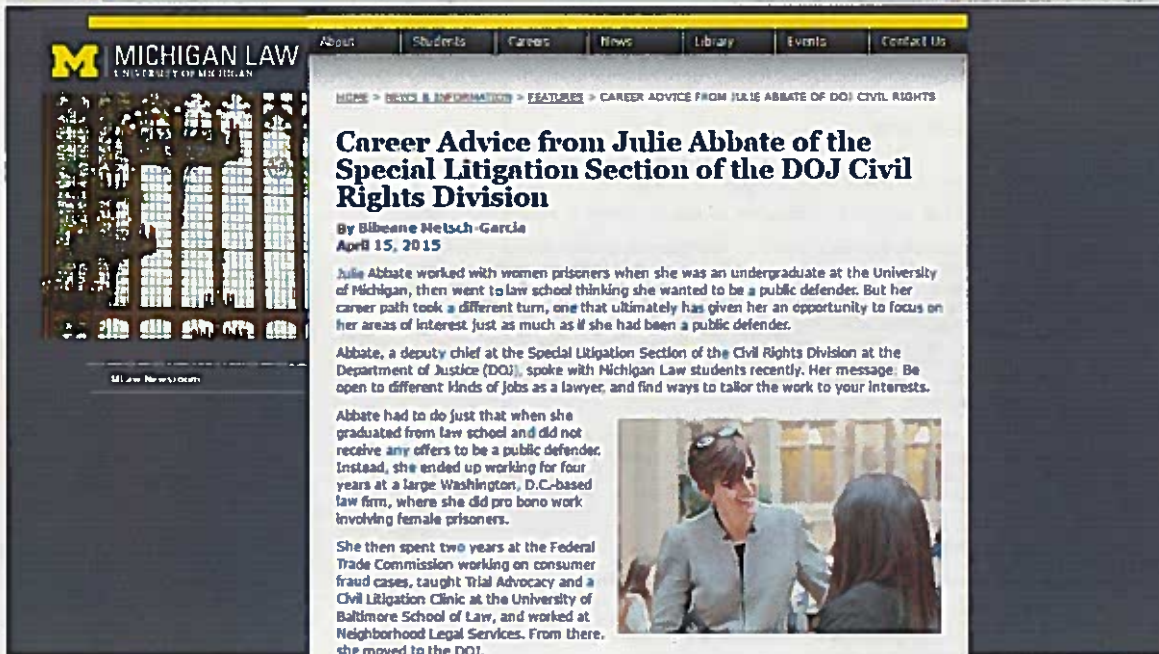 MICHIGAN LAW
UNIVERSITY OF MICHIGAN
About Students Careers News Library Events Contact Us
HOME > NEWS & INFORMATION > FEATURES > CAREER ADVICE FROM JULIE ABBATE OF DOJ CIVIL RIGHTS
Career Advice from Julie Abbate of the
Special Litigation Section of the DOJ Civil
Rights Division
By Bibeane Metsch-Garcia
April 15, 2015
Julie Abbate worked with women prisoners when she was an undergraduate at the University
of Michigan, then went to law school thinking she wanted to be a public defender. But her
career path took a different turn, one that ultimately has given her an opportunity to focus on
her areas of interest just as much as if she had been a public defender.
Abbate, a deputy chief at the Special Litigation Section of the Civil Rights Division at the
Department of Justice (DOJ), spoke with Michigan Law students recently. Her message: Be
open to different kinds of jobs as a lawyer, and find ways to tailor the work to your interests.
Abbate had to do just that when she
graduated from law school and did not
receive any offers to be a public defender.
Instead, she ended up working for four
years at a large Washington, D.C.-based
law firm, where she did pro bono work
involving female prisoners.
She then spent two years at the Federal
Trade Commission working on consumer
fraud cases, taught Trial Advocacy and a
Civil Litigation Clinic at the University of
Baltimore School of Law, and worked at
Neighborhood Legal Services. From there,
she moved to the DOJ.
MLaw Newsroom